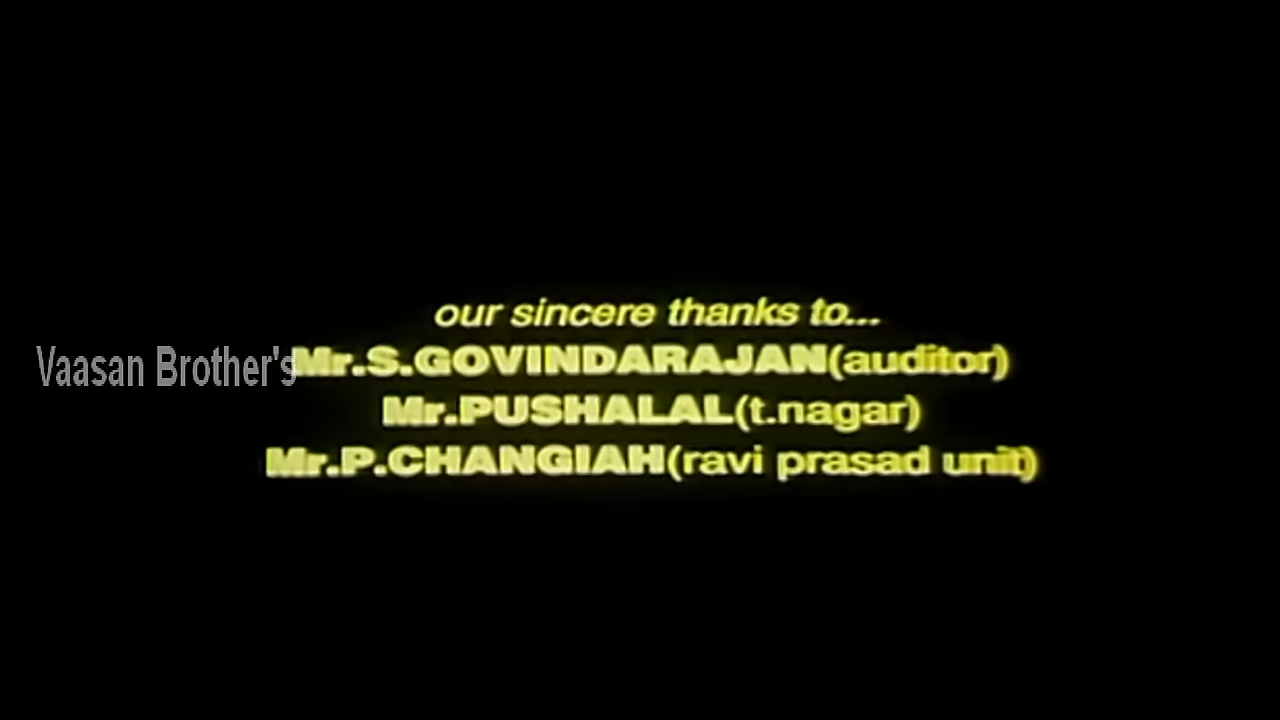 our sincere thanks to...
Vaasan Brother's
Mr.S.GOVINDARAJAN(auditor)
Mr.PUSHALAL(t.nagar)
Mr.P.CHANGIAH(ravi prasad unit)